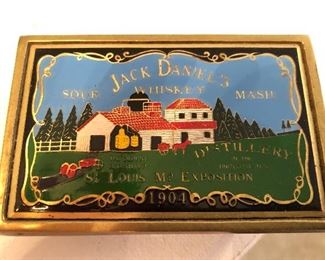 JACK DANIEL'S
SOUR WHISKEY MASH
DISTILLERY
ST LOUIS, MO EXPOSITION
1904